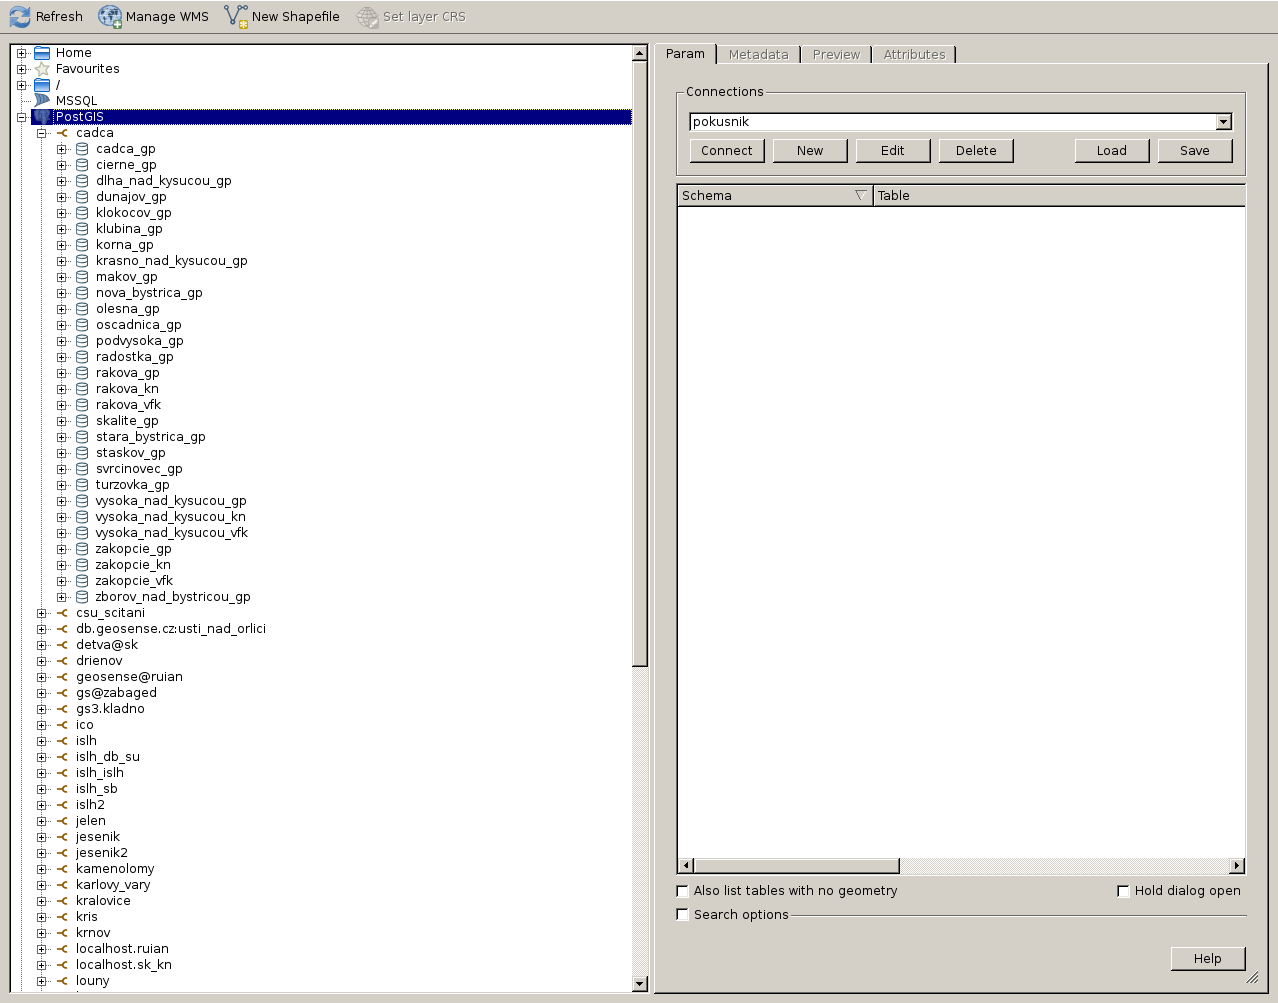 Refresh Manage WMS New Shapefile Set layer CRS
Home
Favourites
/
MSSQL
PostGIS
cadca
cadca_gp
cierne_gp
dlha_nad_kysucou_gp
dunajov_gp
klokocov_gp
klubina_gp
korna_gp
krasno_nad_kysucou_gp
makov_gp
nova_bystrica_gp
olesna_gp
oscadnica_gp
podvysoka_gp
radostka_gp
rakova_gp
rakova_kn
rakova_vfk
skalite_gp
stara_bystrica_gp
staskov_gp
svrcinovec_gp
turzovka_gp
vysoka_nad_kysucou_gp
vysoka_nad_kysucou_kn
vysoka_nad_kysucou_vfk
zakopcie_gp
zakopcie_kn
zakopcie_vfk
zborov_nad_bystricou_gp
csu_scitani
db.geosense.cz:usti_nad_orlici
detva@sk
drienov
geosense@ruian
gs@zabaged
gs3.kladno
ico
islh
islh_db_su
islh_islh
islh_sb
islh2
jelen
jesenik
jesenik2
kamenolomy
karlovy_vary
kralovice
kris
krnov
localhost.ruian
localhost.sk_kn
louny
Param Metadata Preview Attributes
Connections
pokusnik
Connect New Edit Delete Load Save
Schema Table
Also list tables with no geometry Hold dialog open
Search options
Help